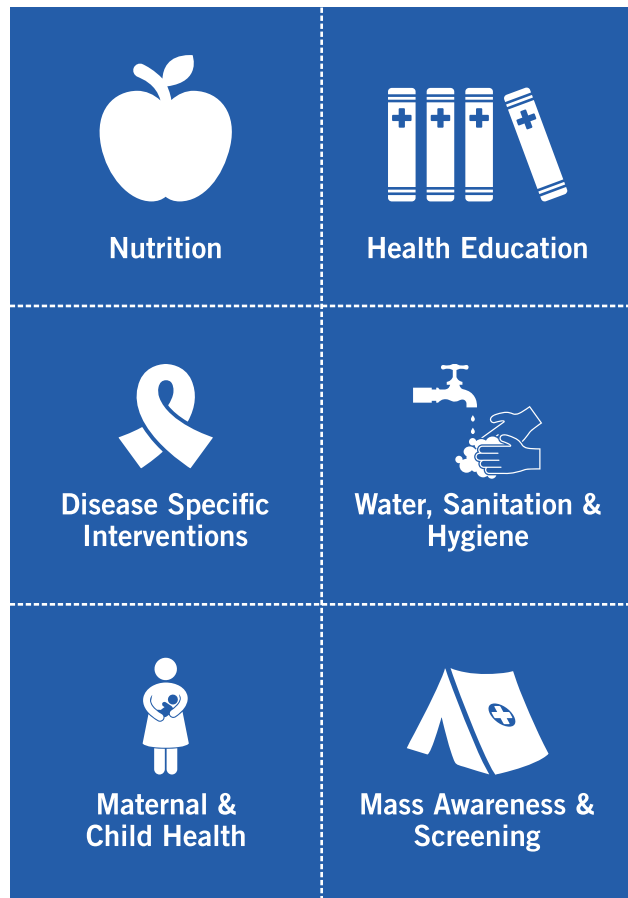 Nutrition
Health Education
Disease Specific
Interventions
Water, Sanitation &
Hygiene
Maternal &
Child Health
Mass Awareness &
Screening